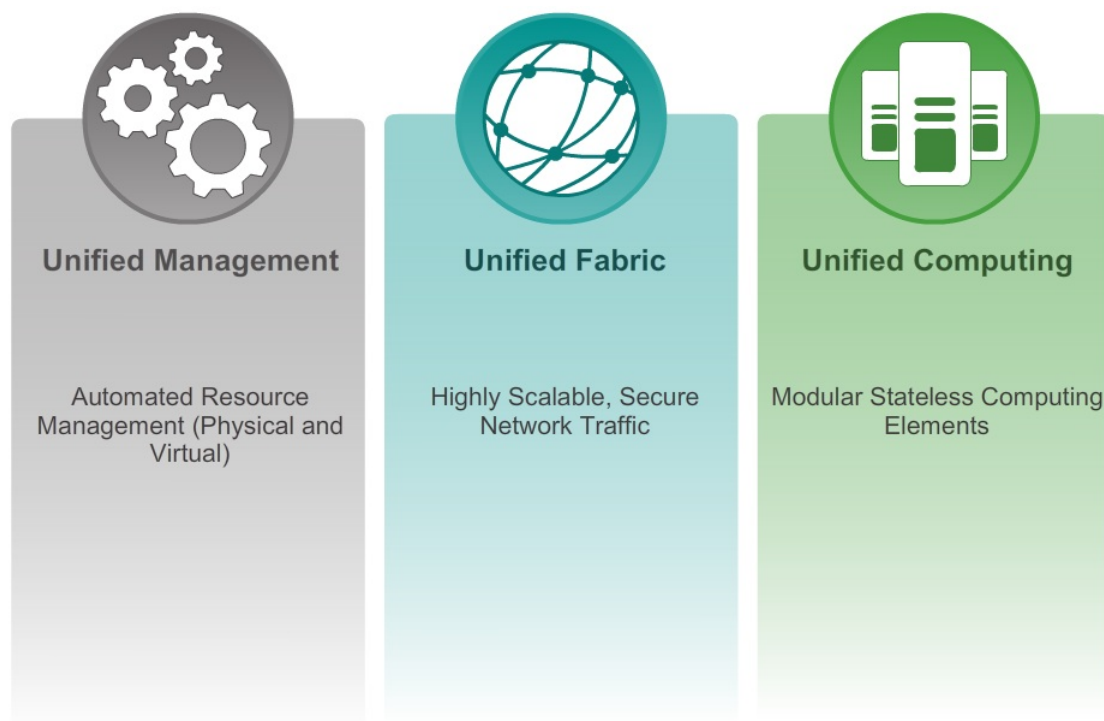 Unified Management
Automated Resource
Management (Physical and
Virtual)
Unified Fabric
Highly Scalable, Secure
Network Traffic
Unified Computing
Modular Stateless Computing
Elements